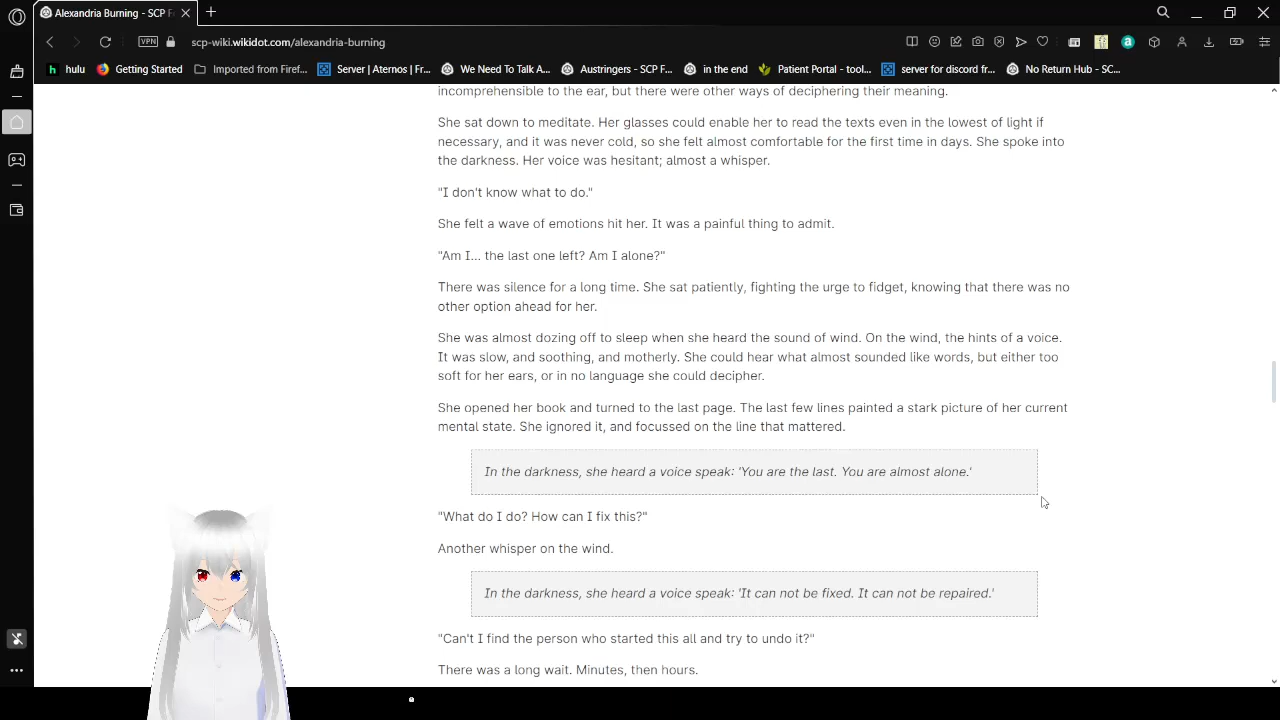 Alexandria Burning - SCP F
VPN
scp-wiki.wikidot.com/alexandria-burning
hulu
Getting Started
Imported from Firef...
Server | Aternos | Fr...
We Need To Talk A...
Austringers - SCP F...
in the end
Patient Portal - tool...
server for discord fr...
No Return Hub - SC...
incomprehensible to the ear, but there were other ways of deciphering their meaning.
She sat down to meditate. Her glasses could enable her to read the texts even in the lowest of light if
necessary, and it was never cold, so she felt almost comfortable for the first time in days. She spoke into
the darkness. Her voice was hesitant; almost a whisper.
"I don't know what to do."
She felt a wave of emotions hit her. It was a painful thing to admit.
"Am I... the last one left? Am I alone?"
There was silence for a long time. She sat patiently, fighting the urge to fidget, knowing that there was no
other option ahead for her.
She was almost dozing off to sleep when she heard the sound of wind. On the wind, the hints of a voice.
It was slow, and soothing, and motherly. She could hear what almost sounded like words, but either too
soft for her ears, or in no language she could decipher.
She opened her book and turned to the last page. The last few lines painted a stark picture of her current
mental state. She ignored it, and focussed on the line that mattered.
In the darkness, she heard a voice speak: 'You are the last. You are almost alone.'
"What do I do? How can I fix this?"
Another whisper on the wind.
In the darkness, she heard a voice speak: 'It can not be fixed. It can not be repaired.'
"Can't I find the person who started this all and try to undo it?"
There was a long wait. Minutes, then hours.